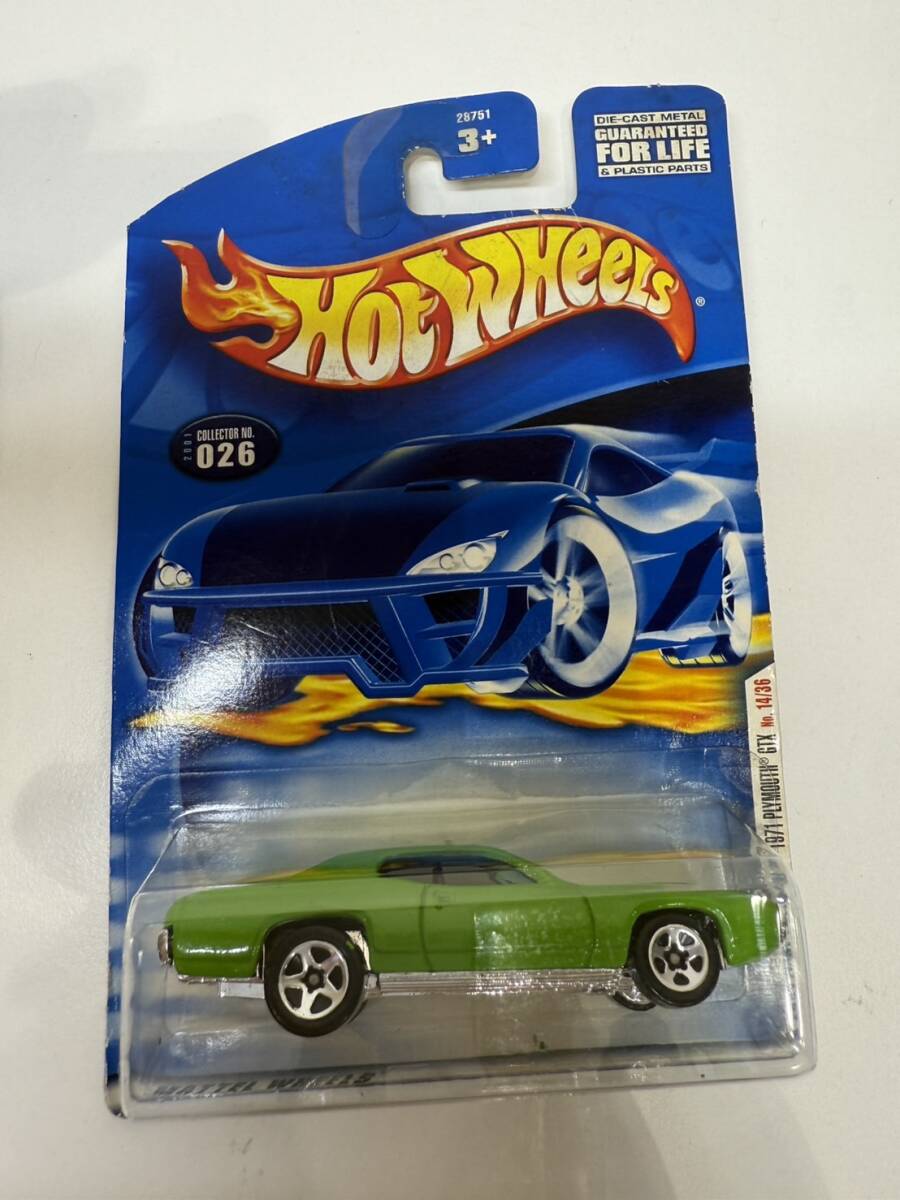 28751
3+
DIE-CAST METAL
GUARANTEED
FOR LIFE
& PLASTIC PARTS
HOT WHEELS®
2001
COLLECTOR NO.
026
1971 PLYMOUTH® GTX No. 14/36
MATTEL WHEELS